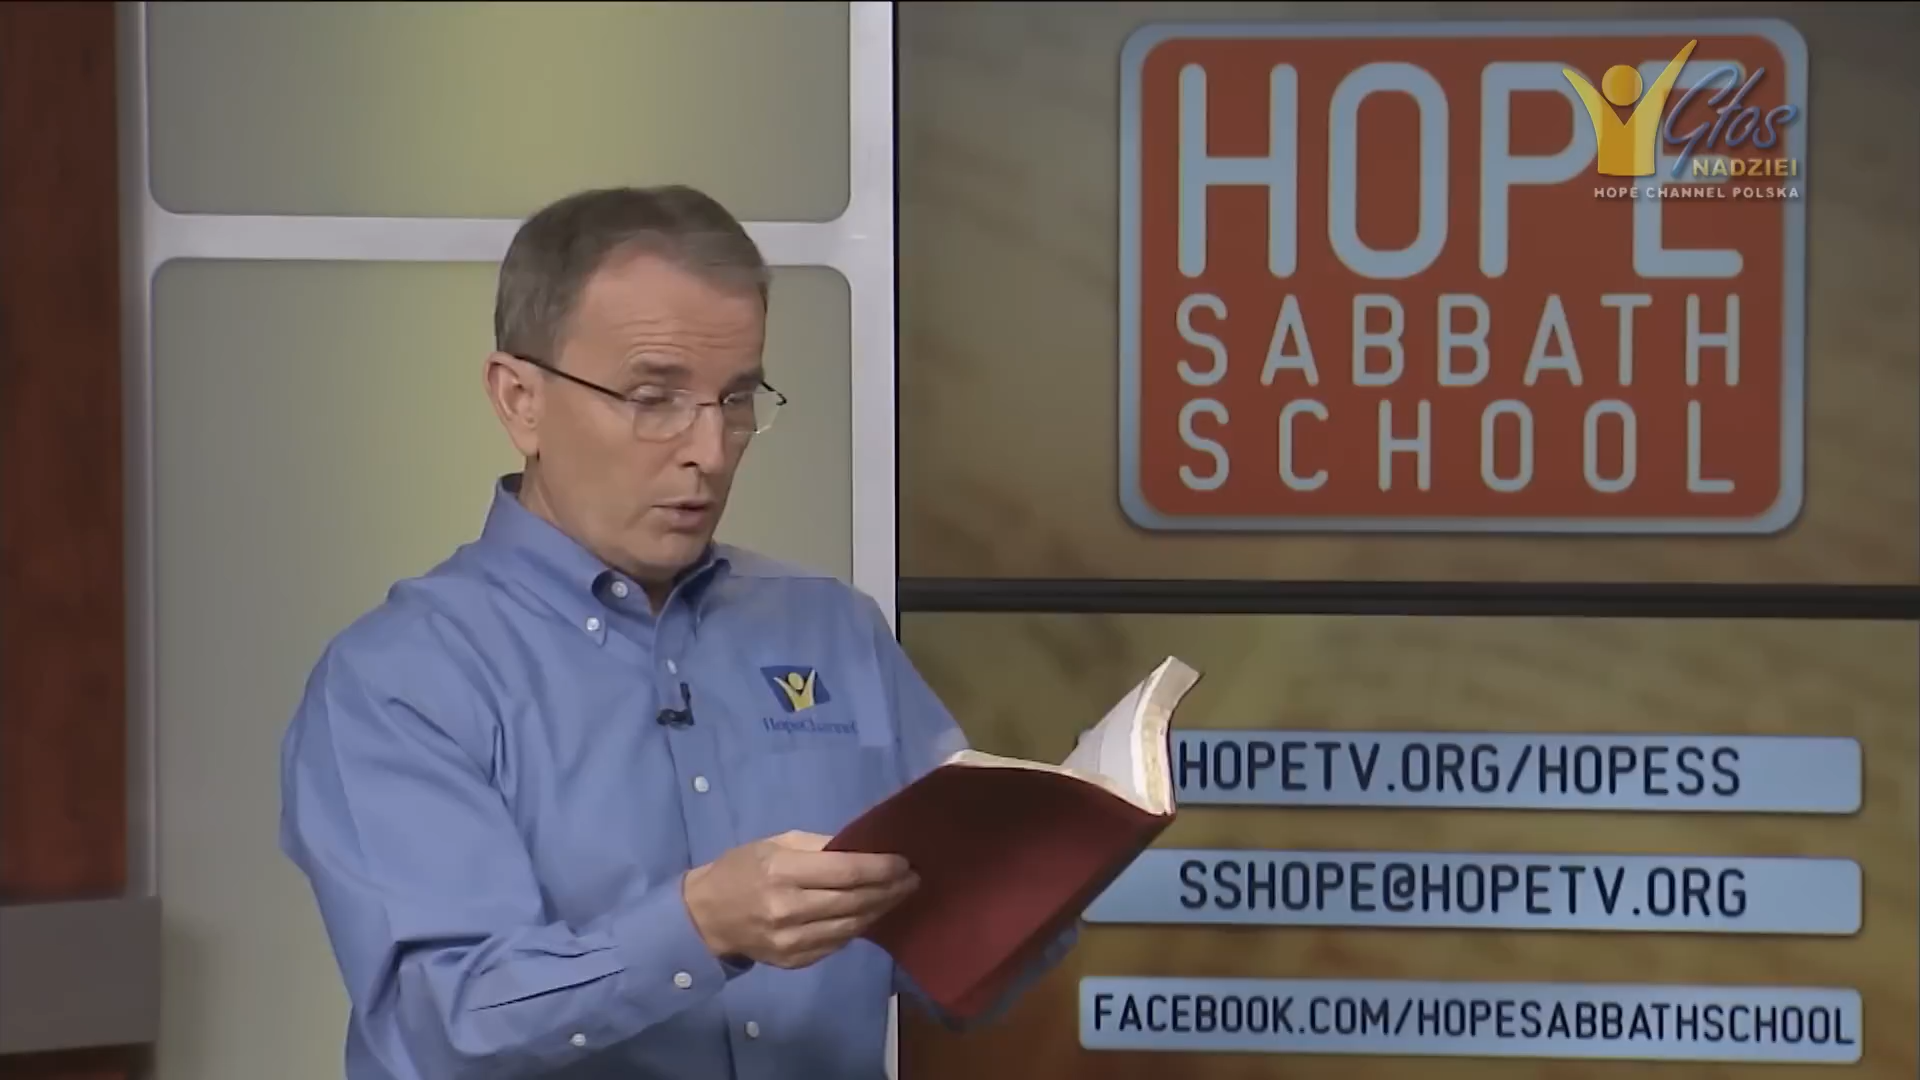 HOPE
SABBATH
SCHOOL
Głos
NADZIEI
HOPE CHANNEL POLSKA
HopeChannel
HOPETV.ORG/HOPESS
SSHOPE@HOPETV.ORG
FACEBOOK.COM/HOPESABBATHSCHOOL